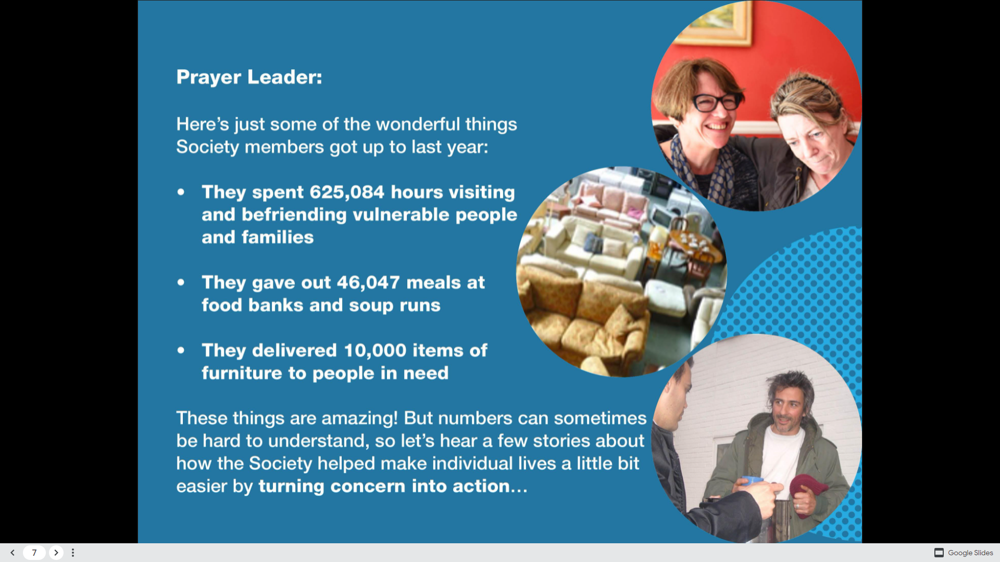 Prayer Leader:
Here’s just some of the wonderful things
Society members got up to last year:
• They spent 625,084 hours visiting
and befriending vulnerable people
and families
• They gave out 46,047 meals at
food banks and soup runs
• They delivered 10,000 items of
furniture to people in need
These things are amazing! But numbers can sometimes
be hard to understand, so let’s hear a few stories about
how the Society helped make individual lives a little bit
easier by turning concern into action…
7
Google Slides